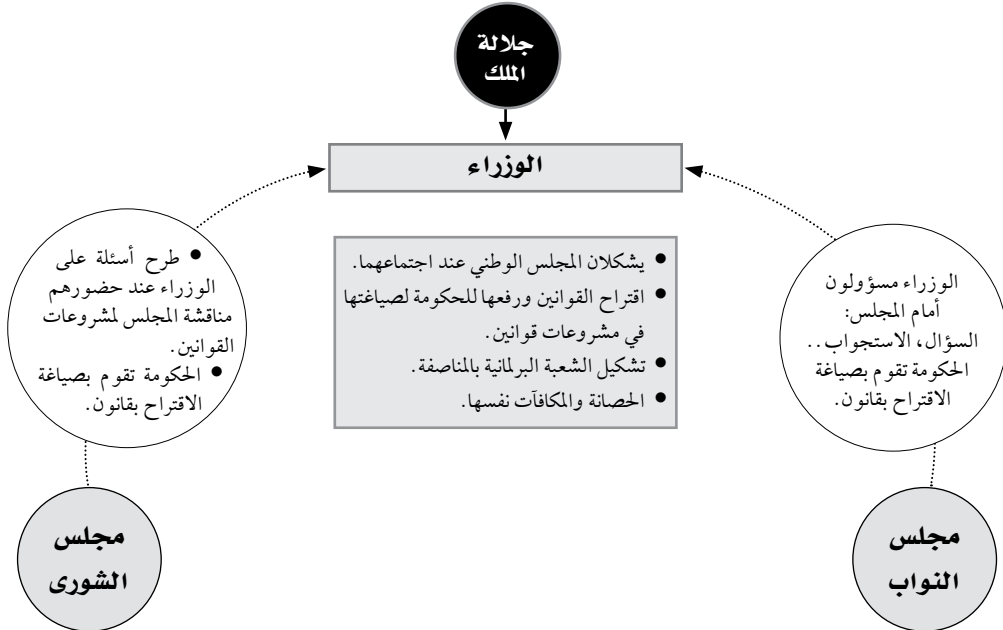 جلالة
الملك
الوزراء
الوزراء مسؤولون
أمام المجلس:
السؤال، الاستجواب..
الحكومة تقوم بصياغة
الاقتراح بقانون.
● يشكلان المجلس الوطني عند اجتماعهما.
● اقتراح القوانين ورفعها للحكومة لصياغتها
في مشروعات قوانين.
● تشكيل الشعبة البرلمانية بالمناصفة.
● الحصانة والمكافآت نفسها.
● طرح أسئلة على
الوزراء عند حضورهم
مناقشة المجلس لمشروعات
القوانين.
● الحكومة تقوم بصياغة
الاقتراح بقانون.
مجلس
النواب
مجلس
الشورى